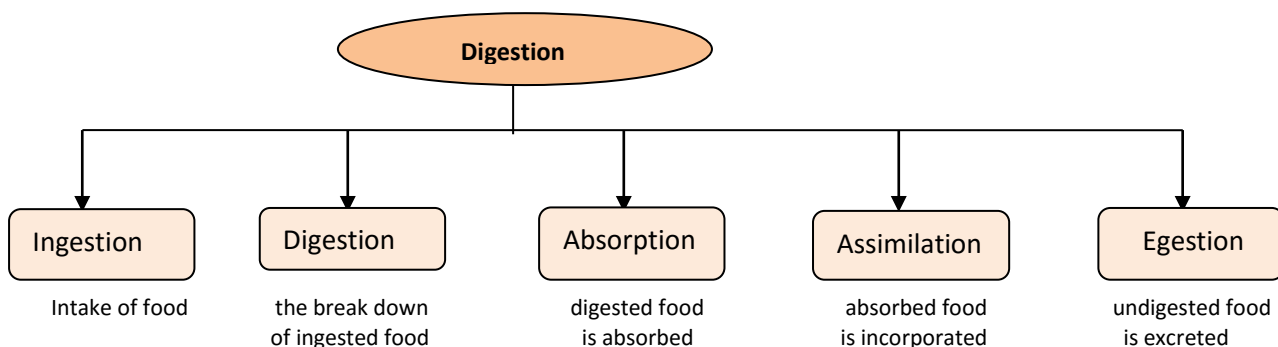 Digestion
Ingestion
Digestion
Absorption
Assimilation
Egestion
Intake of food
the break down
of ingested food
digested food
is absorbed
absorbed food
is incorporated
undigested food
is excreted